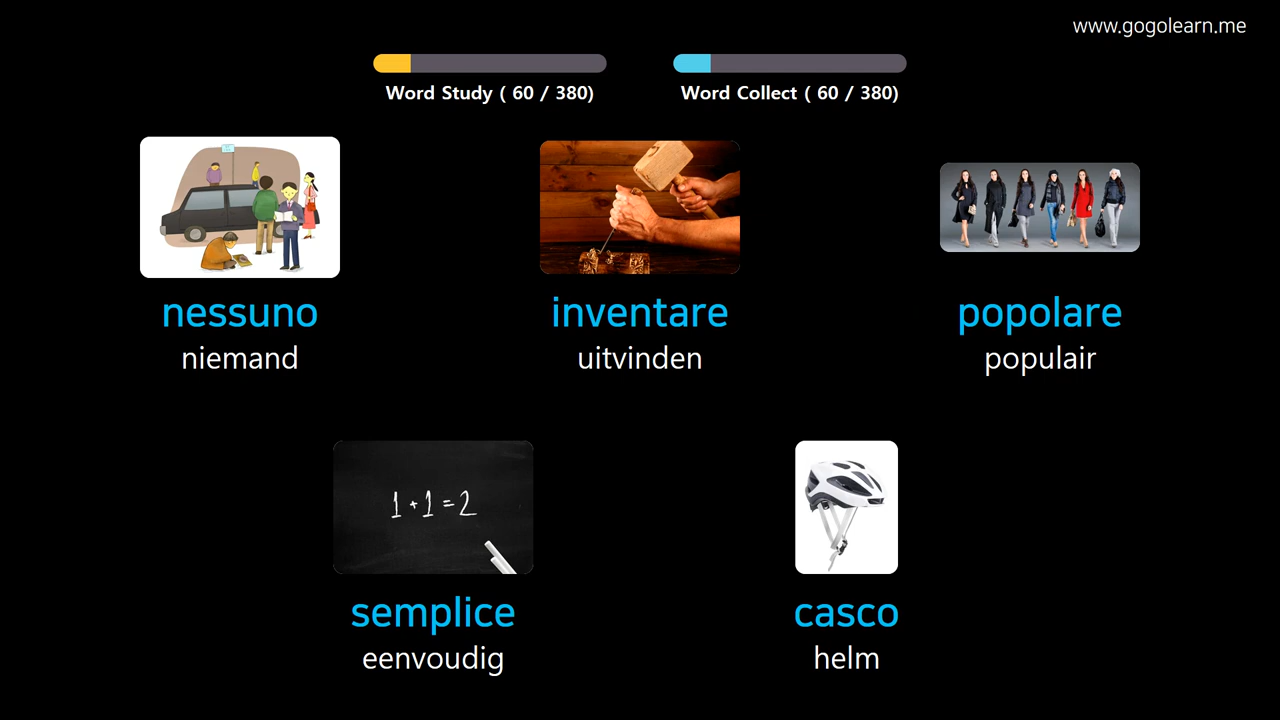 www.gogolearn.me
Word Study ( 60 / 380)
Word Collect ( 60 / 380)
nessuno
niemand
inventare
uitvinden
popolare
populair
1+1=2
semplice
eenvoudig
casco
helm